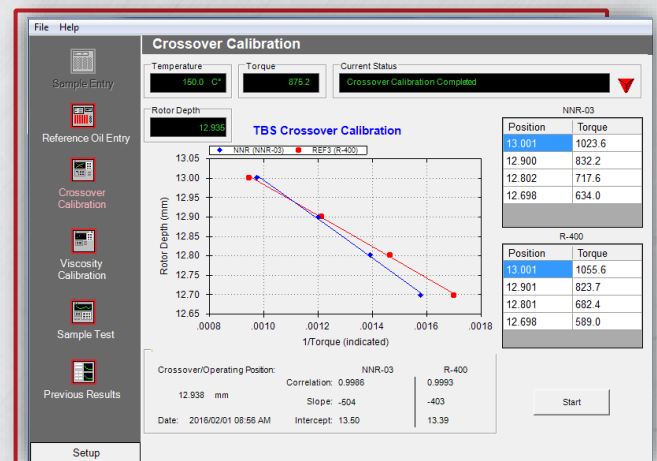 File Help
Crossover Calibration
Sample Entry
Reference Oil Entry
Crossover
Calibration
Viscosity
Calibration
Sample Test
Previous Results
Setup
Temperature
150.0 C°
Torque
875.2
Current Status
Crossover Calibration Completed
Rotor Depth
12.935
TBS Crossover Calibration
NNR (NNR-03) REF3 (R-400)
Rotor Depth (mm)
13.05
13.00
12.95
12.90
12.85
12.80
12.75
12.70
12.65
.0008 .0010 .0012 .0014 .0016 .0018
1/Torque (indicated)
NNR-03
Position Torque
13.001 1023.6
12.900 832.2
12.802 717.6
12.698 634.0
R-400
Position Torque
13.001 1055.6
12.901 823.7
12.801 682.4
12.698 589.0
Crossover/Operating Position: NNR-03 R-400
Correlation: 0.9986 0.9993
12.938 mm
Slope: -504 -403
Date: 2016/02/01 08:56 AM Intercept: 13.50 13.39
Start